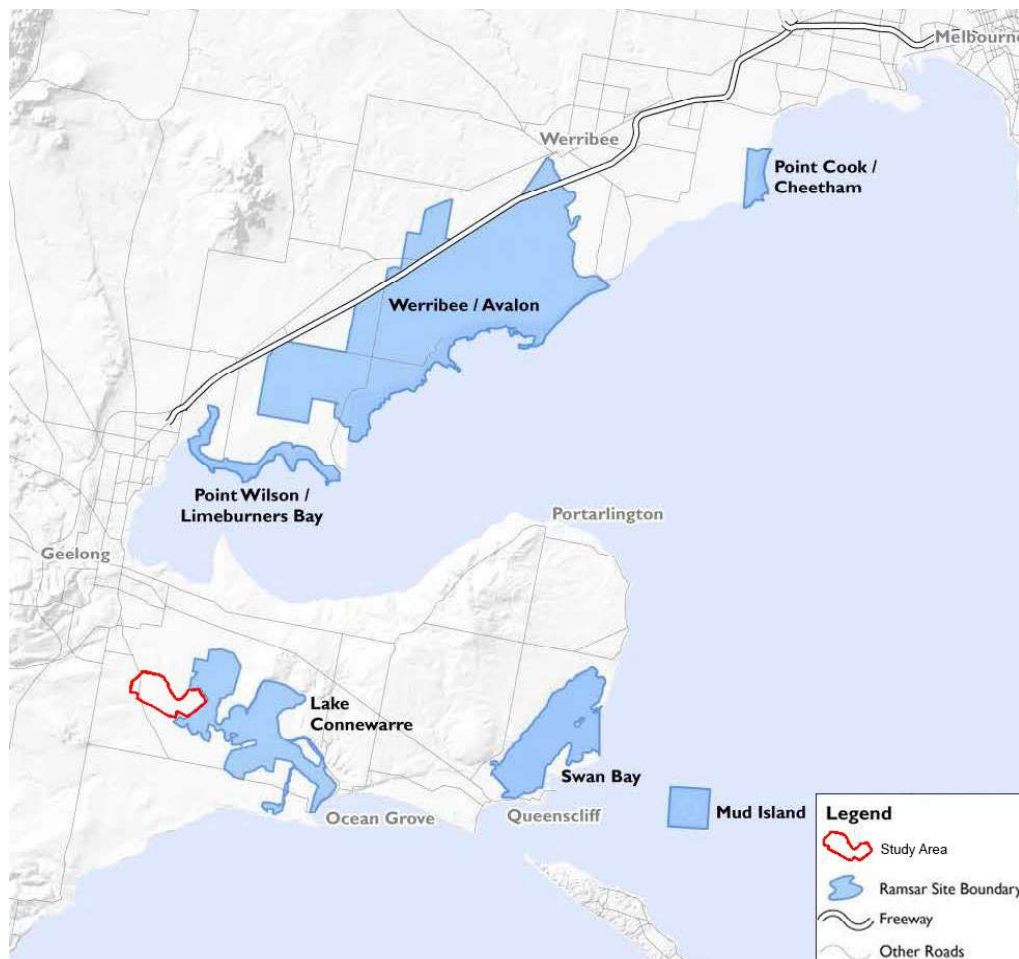 Melbourne
Werribee
Point Cook /
Cheetham
Werribee / Avalon
Point Wilson /
Limeburners Bay
Portarlington
Geelong
Lake
Connewarre
Swan Bay
Mud Island
Ocean Grove
Queenscliff
Legend
Study Area
Ramsar Site Boundary
Freeway
Other Roads